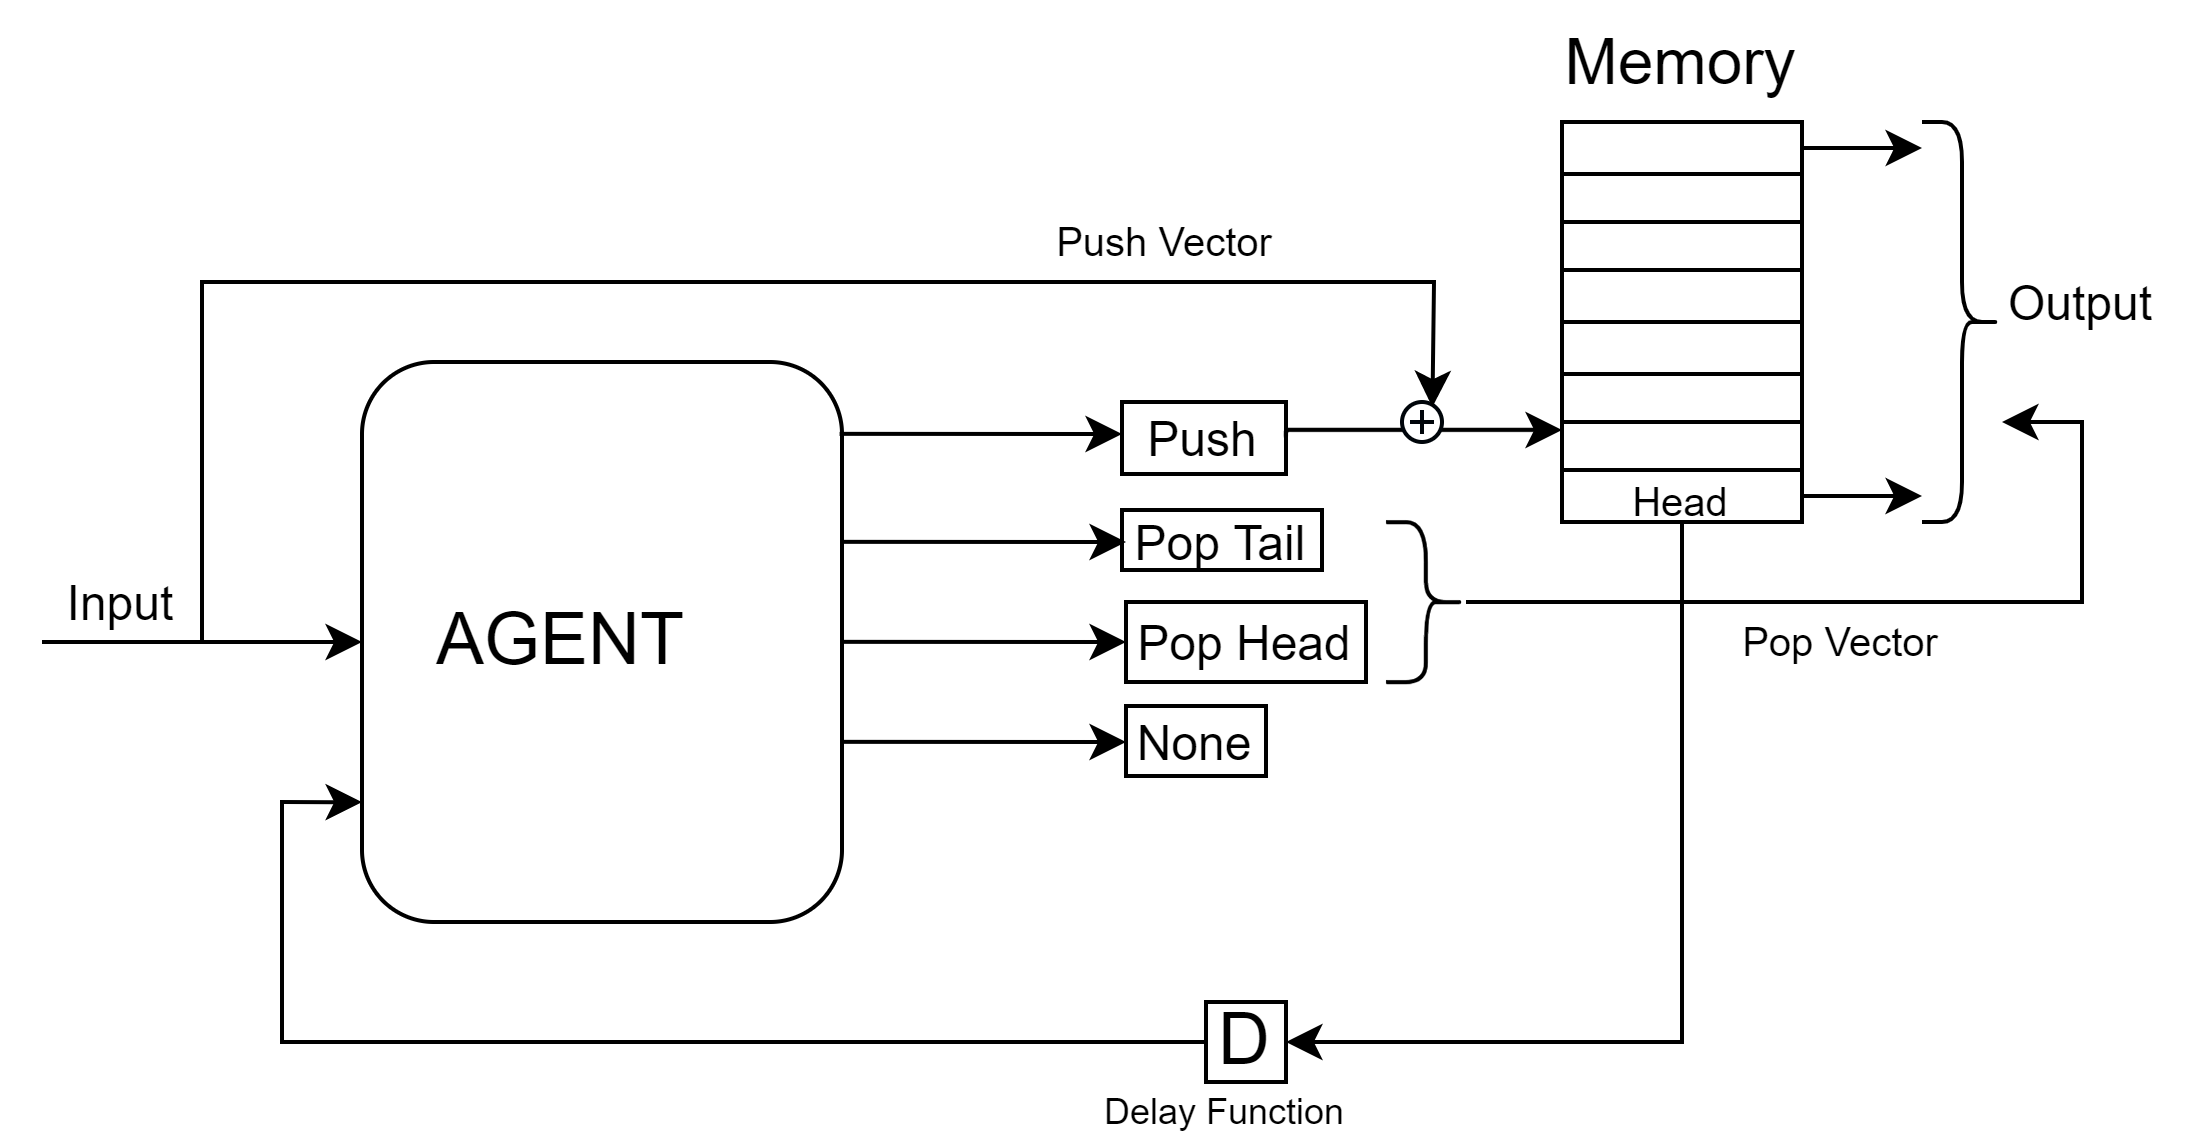 Memory
Push Vector
Output
Push
Head
Pop Tail
Input
AGENT
Pop Head
Pop Vector
None
D
Delay Function